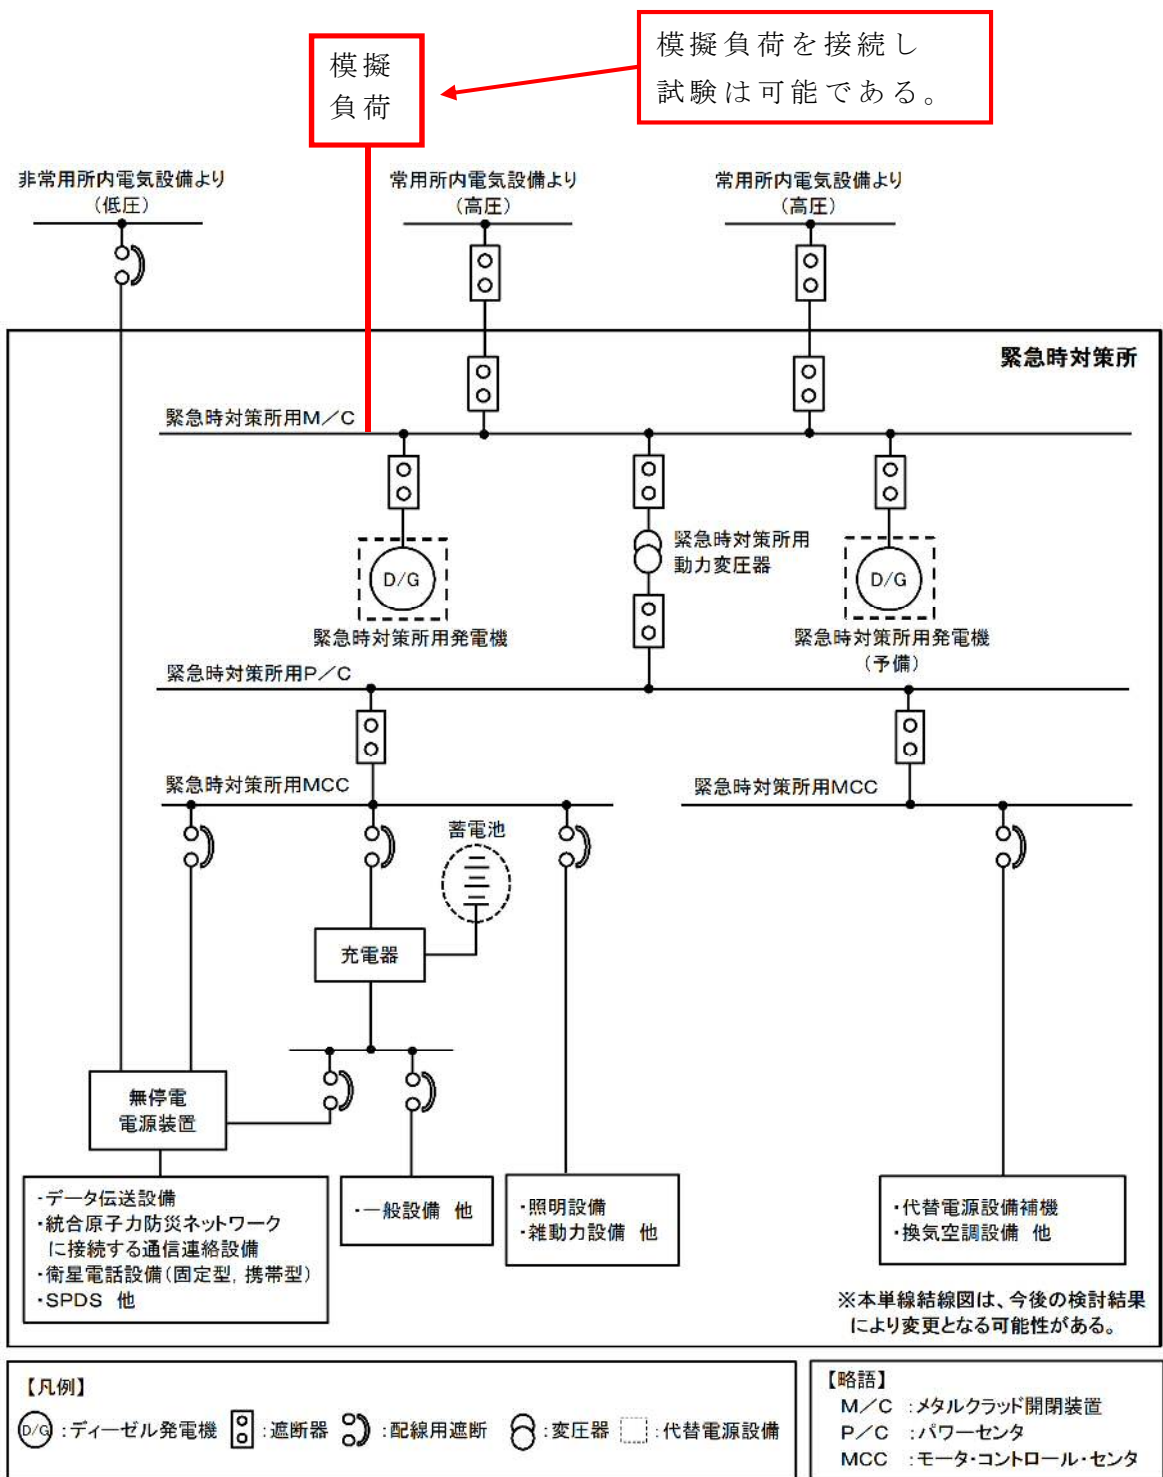 模擬
負荷
模擬負荷を接続し
試験は可能である。
非常用所内電気設備より
（低圧）
常用所内電気設備より
（高圧）
常用所内電気設備より
（高圧）
緊急時対策所
緊急時対策所用M／C
D/G
緊急時対策所用発電機
緊急時対策所用
動力変圧器
D/G
緊急時対策所用発電機
（予備）
緊急時対策所用P／C
緊急時対策所用MCC
緊急時対策所用MCC
蓄電池
充電器
無停電
電源装置
・データ伝送設備
・統合原子力防災ネットワーク
に接続する通信連絡設備
・衛星電話設備（固定型，携帯型）
・SPDS 他
・一般設備 他
・照明設備
・雑動力設備 他
・代替電源設備補機
・換気空調設備 他
※本単線結線図は、今後の検討結果
により変更となる可能性がある。
【凡例】
D/G :ディーゼル発電機 :遮断器 :配線用遮断 :変圧器 :代替電源設備
【略語】
M／C :メタルクラッド開閉装置
P／C :パワーセンタ
MCC :モータ・コントロール・センタ